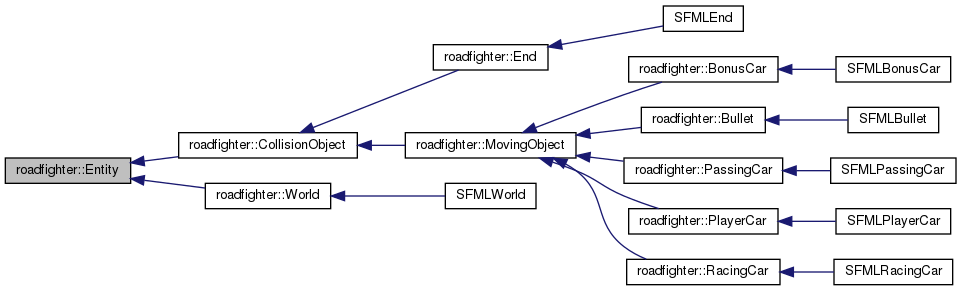 SFMLEnd
roadfighter::End
roadfighter::BonusCar
SFMLBonusCar
roadfighter::Bullet
SFMLBullet
roadfighter::CollisionObject
roadfighter::MovingObject
roadfighter::Entity
roadfighter::PassingCar
SFMLPassingCar
roadfighter::World
SFMLWorld
roadfighter::PlayerCar
SFMLPlayerCar
roadfighter::RacingCar
SFMLRacingCar